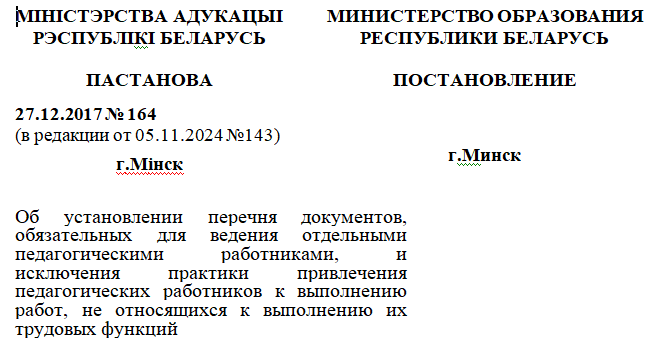 МІНІСТЭРСТВА АДУКАЦЫІ
РЭСПУБЛІКІ БЕЛАРУСЬ
МИНИСТЕРСТВО ОБРАЗОВАНИЯ
РЕСПУБЛИКИ БЕЛАРУСЬ
ПАСТАНОВА
ПОСТАНОВЛЕНИЕ
27.12.2017 № 164
(в редакции от 05.11.2024 №143)
г.Мінск
г.Минск
Об установлении перечня документов,
обязательных для ведения отдельными
педагогическими работниками, и
исключения практики привлечения
педагогических работников к выполнению
работ, не относящихся к выполнению их
трудовых функций